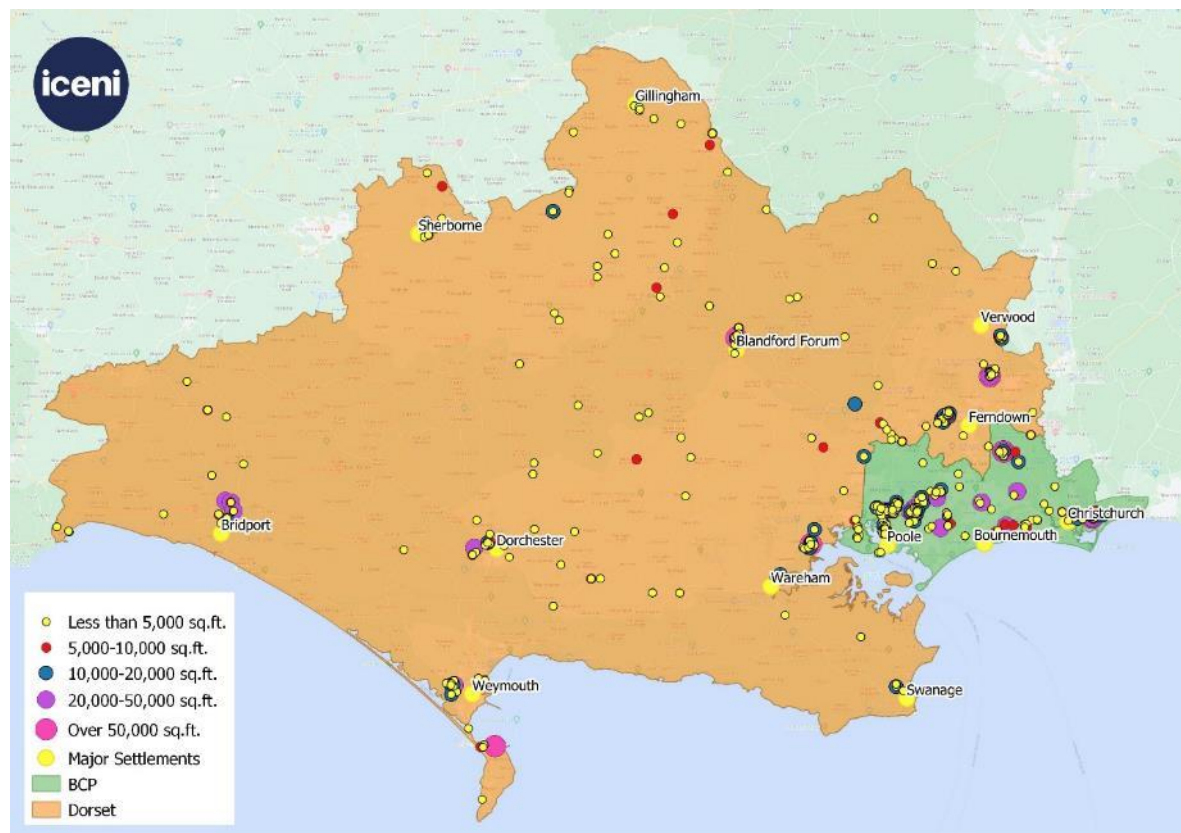 iceni
Gillingham
Sherborne
Verwood
Blandford Forum
Ferndown
Bridport
Dorchester
Poole
Bournemouth
Christchurch
Wareham
Weymouth
Swanage
Less than 5,000 sq.ft.
5,000-10,000 sq.ft.
10,000-20,000 sq.ft.
20,000-50,000 sq.ft.
Over 50,000 sq.ft.
Major Settlements
BCP
Dorset